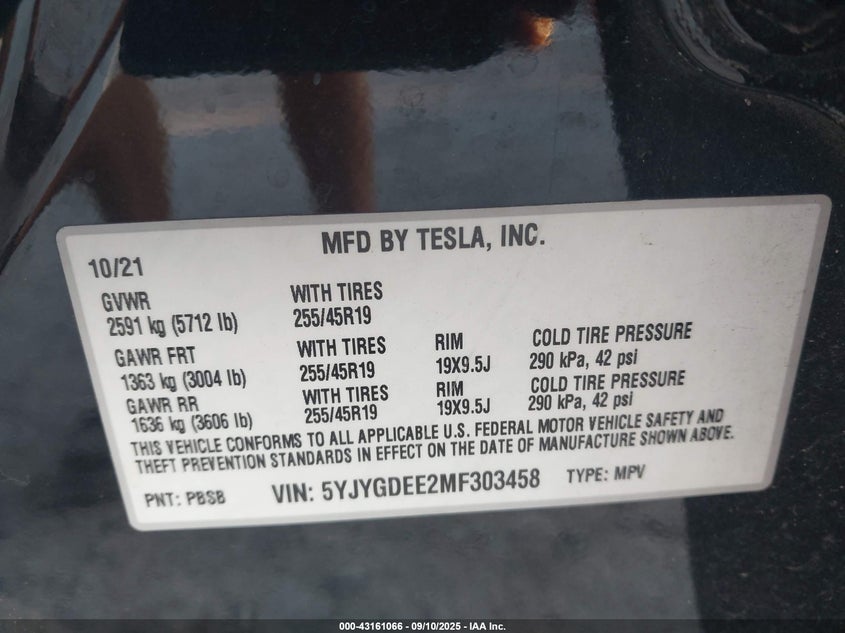 MFD BY TESLA, INC.
10/21
GVWR WITH TIRES
2591 kg (5712 lb) 255/45R19
GAWR FRT WITH TIRES RIM COLD TIRE PRESSURE
1363 kg (3004 lb) 255/45R19 19X9.5J 290 kPa, 42 psi
GAWR RR WITH TIRES RIM COLD TIRE PRESSURE
1636 kg (3606 lb) 255/45R19 19X9.5J 290 kPa, 42 psi
THIS VEHICLE CONFORMS TO ALL APPLICABLE U.S. FEDERAL MOTOR VEHICLE SAFETY AND
THEFT PREVENTION STANDARDS IN EFFECT ON THE DATE OF MANUFACTURE SHOWN ABOVE.
PNT: PBSB VIN: 5YJYGDEE2MF303458 TYPE: MPV
000-43161066 - 09/10/2025 - IAA Inc.